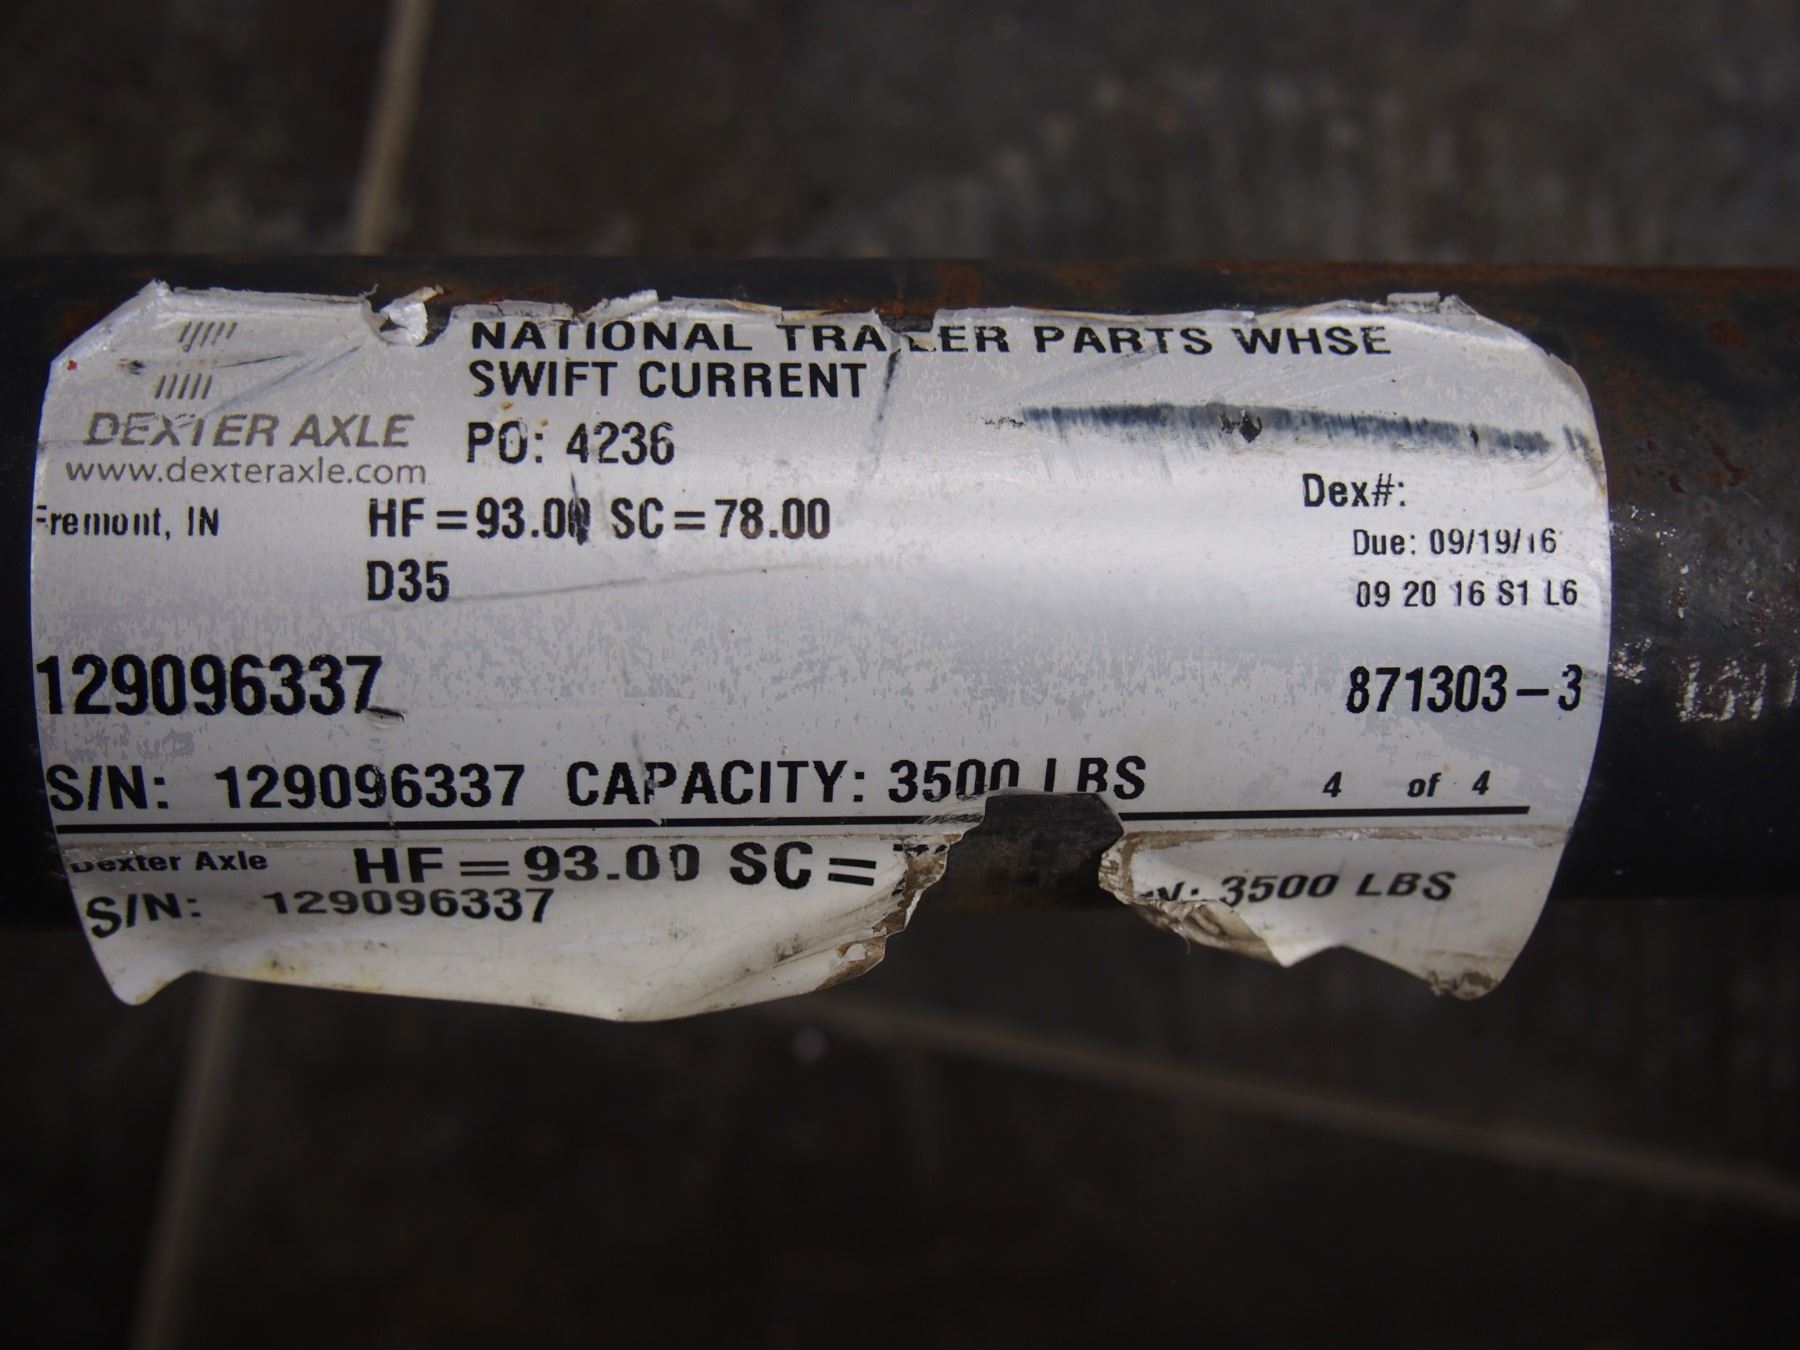 NATIONAL TRAILER PARTS WHSE
SWIFT CURRENT
DEXTER AXLE
PO: 4236
www.dexteraxle.com
Fremont, IN
HF=93.00 SC=78.00
Dex#:
Due: 09/19/16
D35
09 20 16 S1 L6
129096337
871303-3
S/N: 129096337 CAPACITY: 3500 LBS
4 of 4
Dexter Axle
HF=93.00 SC=
S/N: 129096337
3500 LBS